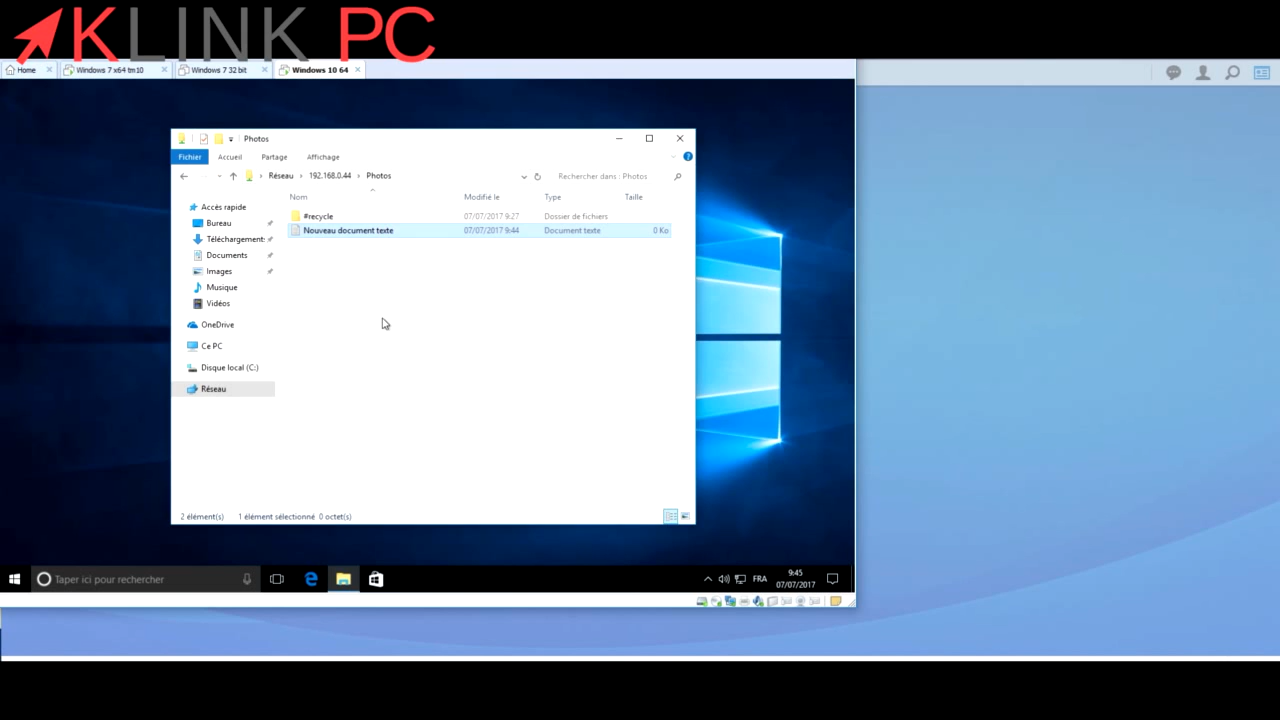 KLINK PC
Home
Windows 7 x64 tm10
Windows 7 32 bit
Windows 10 64
Photos
Fichier
Accueil
Partage
Affichage
Réseau
192.168.0.44
Photos
Rechercher dans : Photos
Nom
Modifié le
Type
Taille
#recycle
07/07/2017 9:27
Dossier de fichiers
Nouveau document texte
07/07/2017 9:44
Document texte
0 Ko
Accès rapide
Bureau
Téléchargements
Documents
Images
Musique
Vidéos
OneDrive
Ce PC
Disque local (C:)
Réseau
2 élément(s)
1 élément sélectionné 0 octet(s)
Taper ici pour rechercher
FRA
9:45
07/07/2017